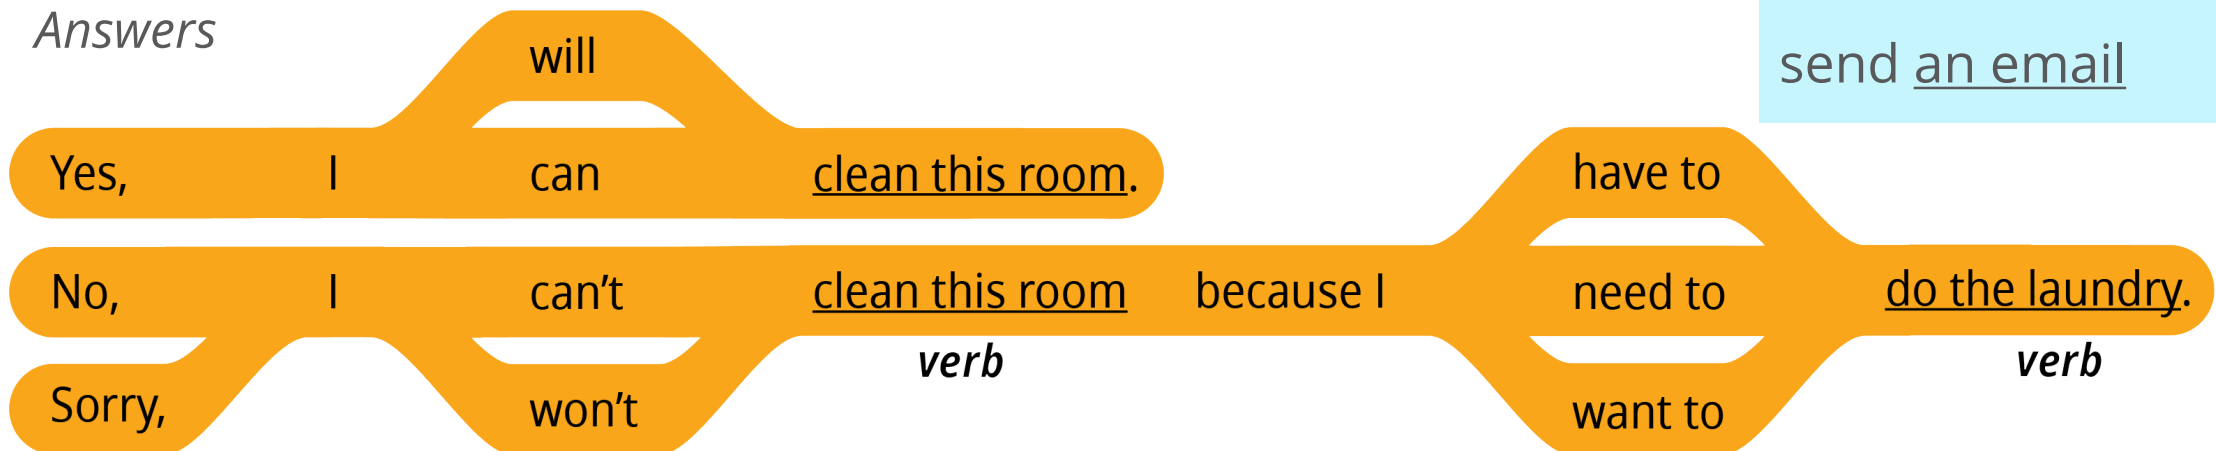 Answers
will
send an email
Yes, I can clean this room.
have to
No, I can't clean this room because I need to do the laundry.
verb
verb
Sorry,
won't
want to